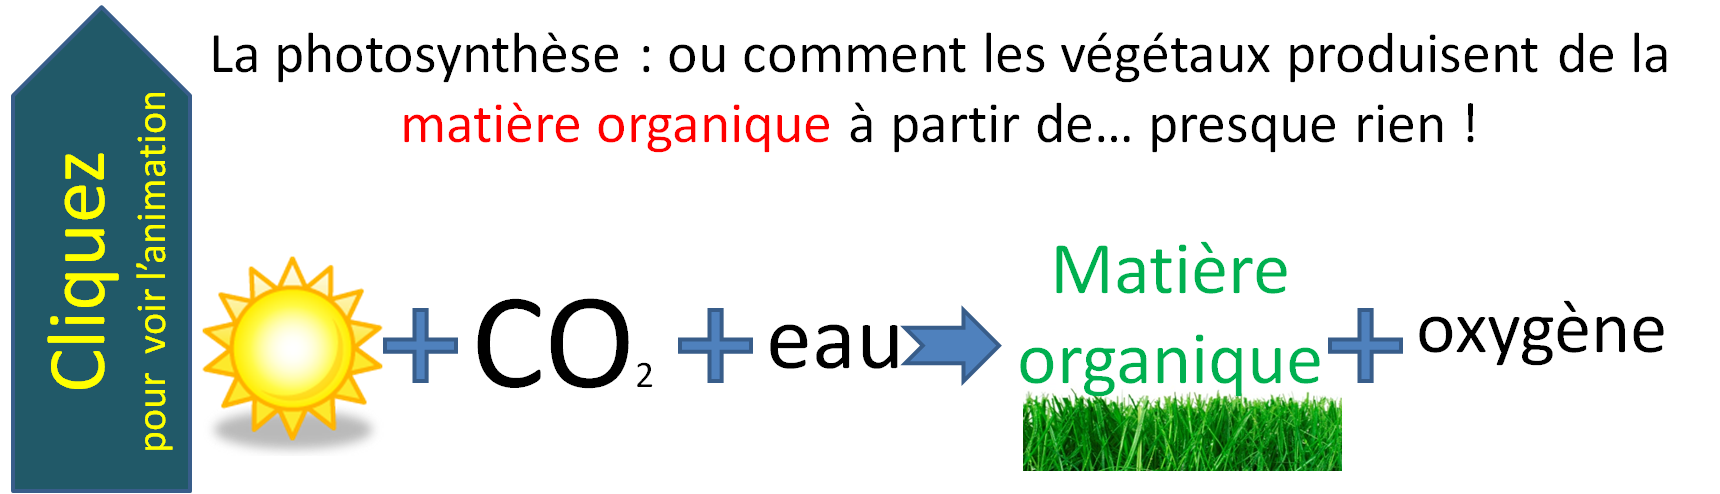 Cliquez
pour voir l’animation
La photosynthèse : ou comment les végétaux produisent de la
matière organique à partir de... presque rien !
+ CO₂ + eau
Matière
organique
+ oxygène